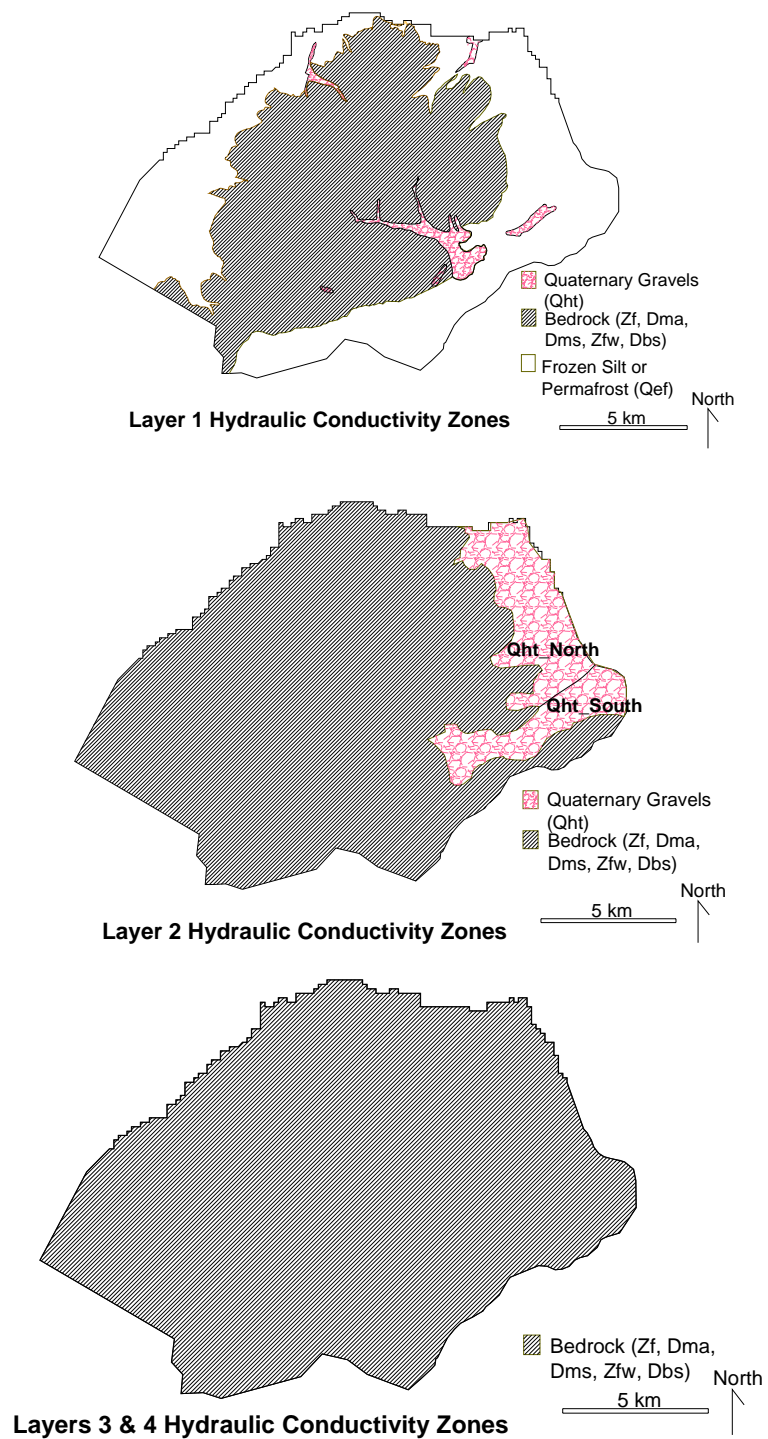 Quaternary Gravels
(Qht)
Bedrock (Zf, Dma,
Dms, Zfw, Dbs)
Frozen Silt or
Permafrost (Qef)
North
5 km
Layer 1 Hydraulic Conductivity Zones
Qht_North
Qht_South
Quaternary Gravels
(Qht)
Bedrock (Zf, Dma,
Dms, Zfw, Dbs)
North
5 km
Layer 2 Hydraulic Conductivity Zones
Bedrock (Zf, Dma,
Dms, Zfw, Dbs)
North
5 km
Layers 3 & 4 Hydraulic Conductivity Zones